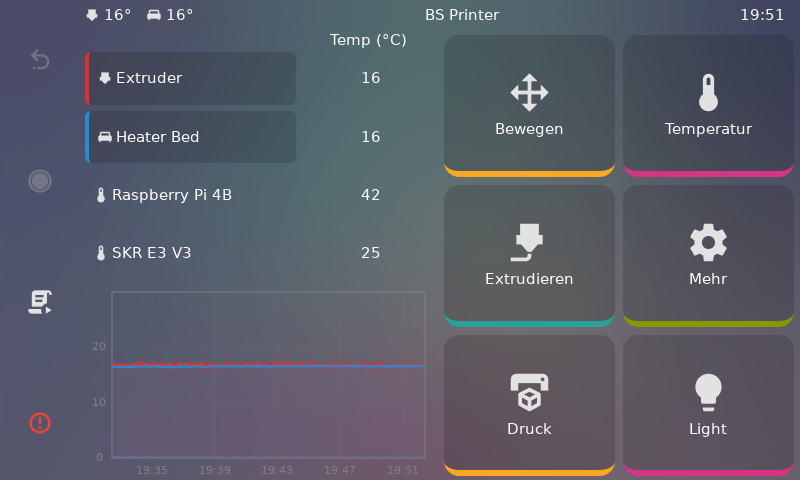 16° 16° BS Printer 19:51
Temp (°C)
Extruder 16
Heater Bed 16
Raspberry Pi 4B 42
SKR E3 V3 25
20
10
0
19:35 19:39 19:43 19:47 19:51
Bewegen Temperatur
Extrudieren Mehr
Druck Light